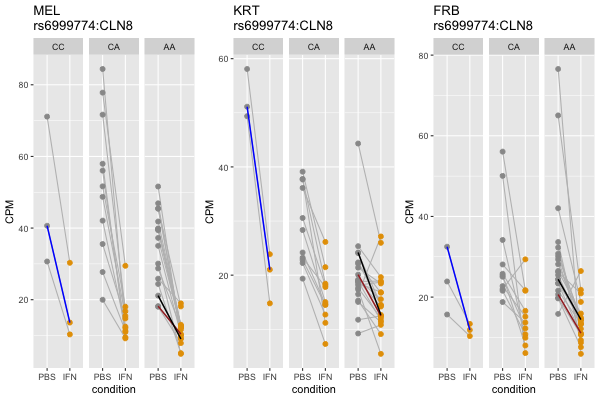 MEL
rs6999774:CLN8
CC CA AA
80
60
40
20
CPM
PBS IFN PBS IFN PBS IFN
condition
KRT
rs6999774:CLN8
CC CA AA
60
40
20
CPM
PBS IFN PBS IFN PBS IFN
condition
FRB
rs6999774:CLN8
CC CA AA
80
60
40
20
CPM
PBS IFN PBS IFN PBS IFN
condition